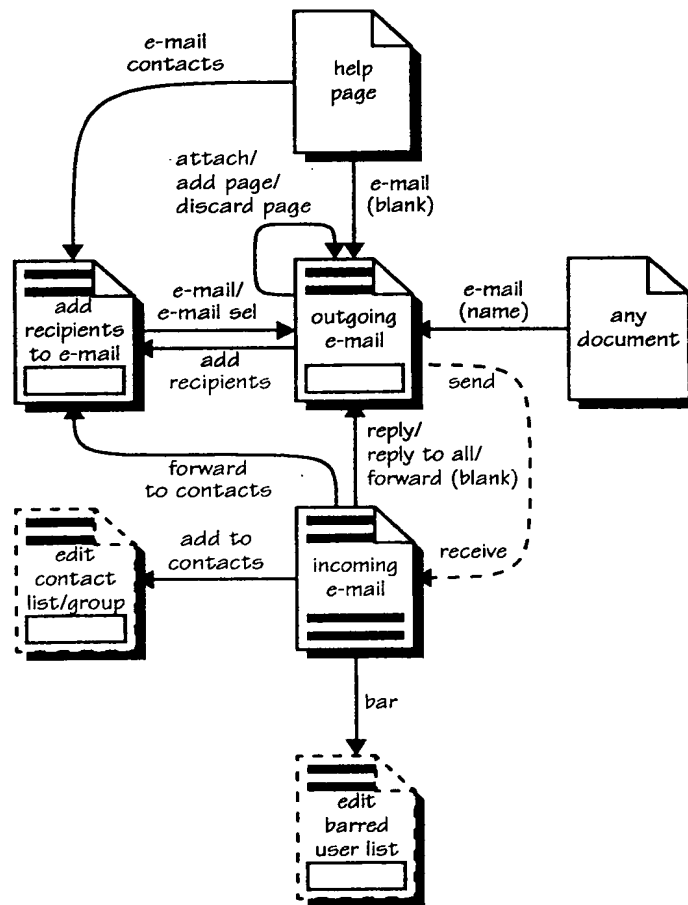 e-mail
contacts
help
page
attach/
add page/
discard page
e-mail
(blank)
add
recipients
to e-mail
e-mail/
e-mail sel
add
recipients
outgoing
e-mail
e-mail
(name)
any
document
send
forward
to contacts
reply/
reply to all/
forward (blank)
edit
contact
list/group
add to
contacts
incoming
e-mail
receive
bar
edit
barred
user list